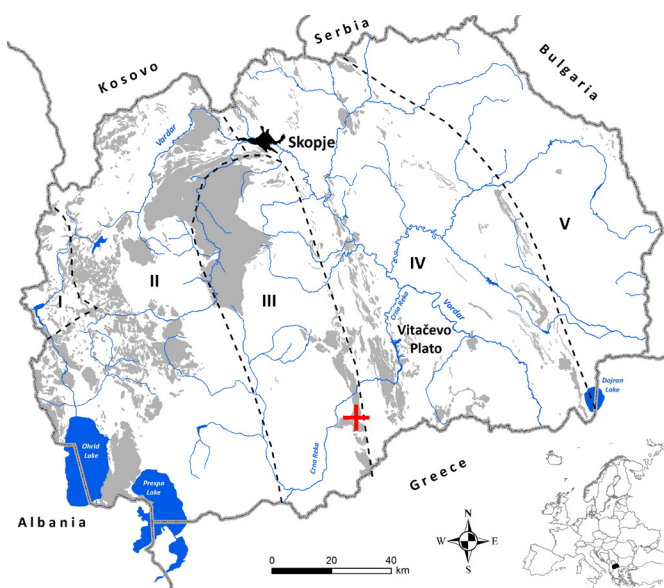 Serbia
Kosovo
Bulgaria
Vardar
Skopje
V
IV
I
II
III
Crna Reka
Vardar
Vitačevo
Plato
Dojran
Lake
Ohrid
Lake
Crna Reka
Prespa
Lake
Greece
Albania
N
W
E
S
0
20
40
km